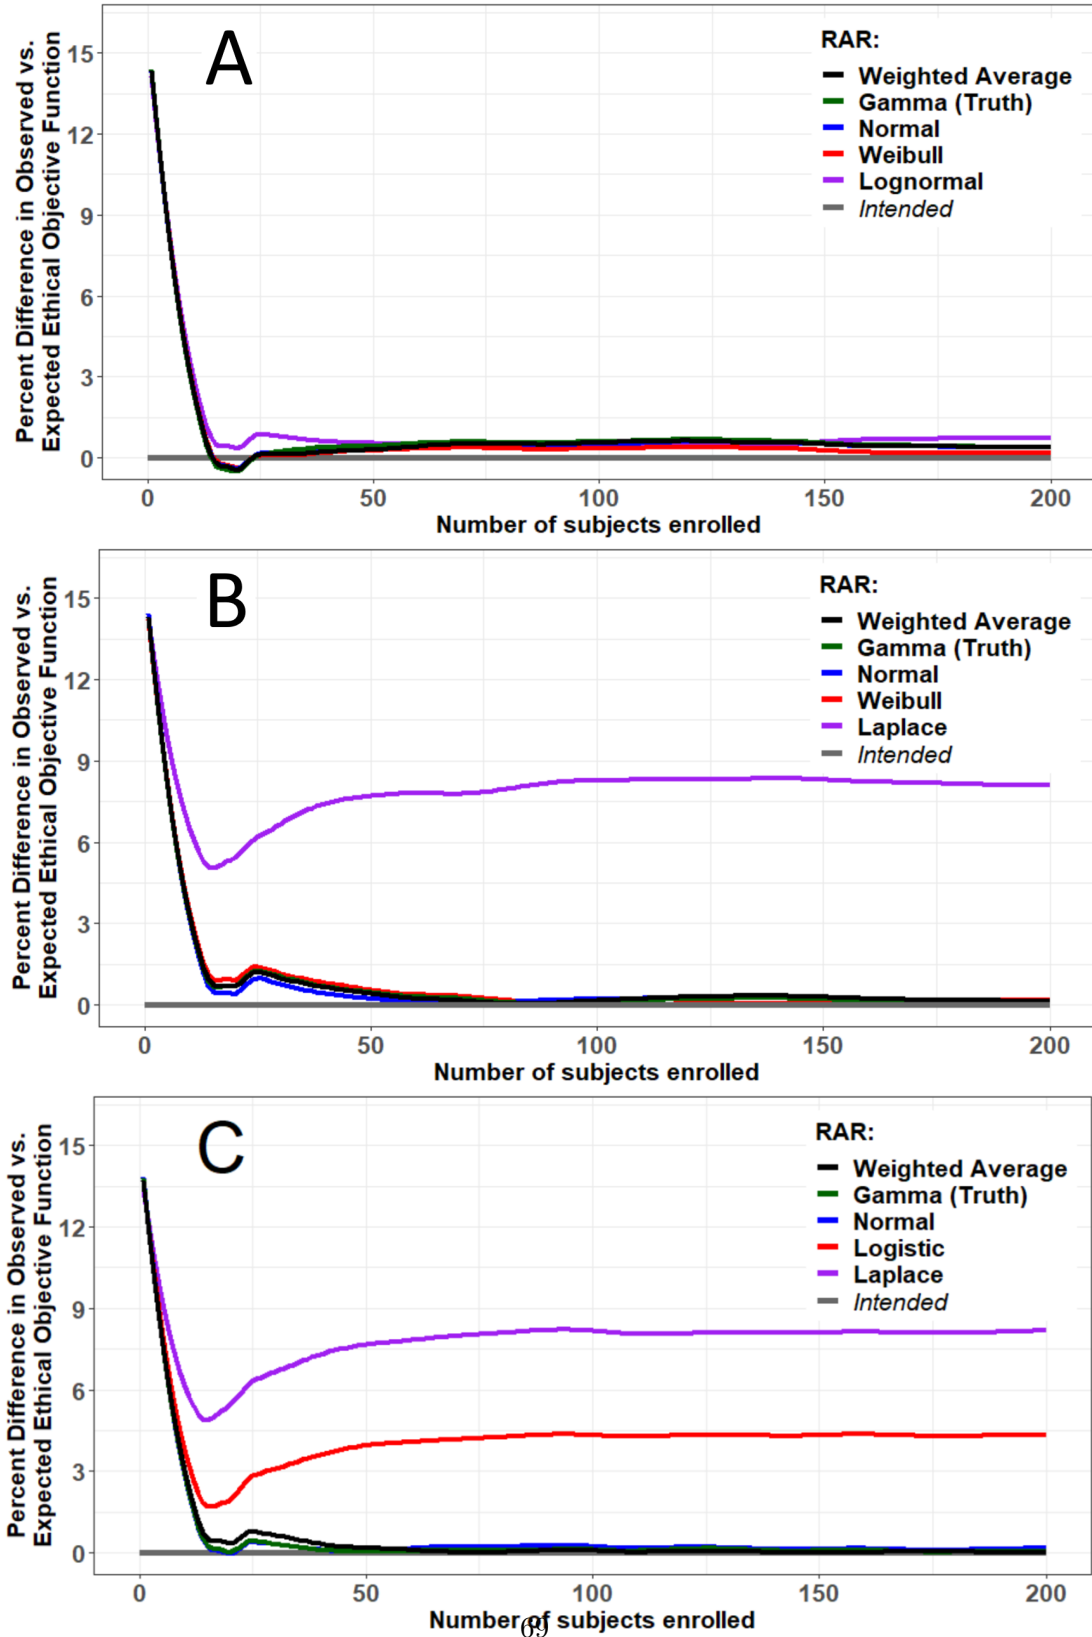 Percent Difference in Observed vs.
Expected Ethical Objective Function
A
RAR:
Weighted Average
Gamma (Truth)
Normal
Weibull
Lognormal
Intended
15
12
9
6
3
0
0 50 100 150 200
Number of subjects enrolled
Percent Difference in Observed vs.
Expected Ethical Objective Function
B
RAR:
Weighted Average
Gamma (Truth)
Normal
Weibull
Laplace
Intended
15
12
9
6
3
0
0 50 100 150 200
Number of subjects enrolled
Percent Difference in Observed vs.
Expected Ethical Objective Function
C
RAR:
Weighted Average
Gamma (Truth)
Normal
Logistic
Laplace
Intended
15
12
9
6
3
0
0 50 100 150 200
Number of subjects enrolled
69